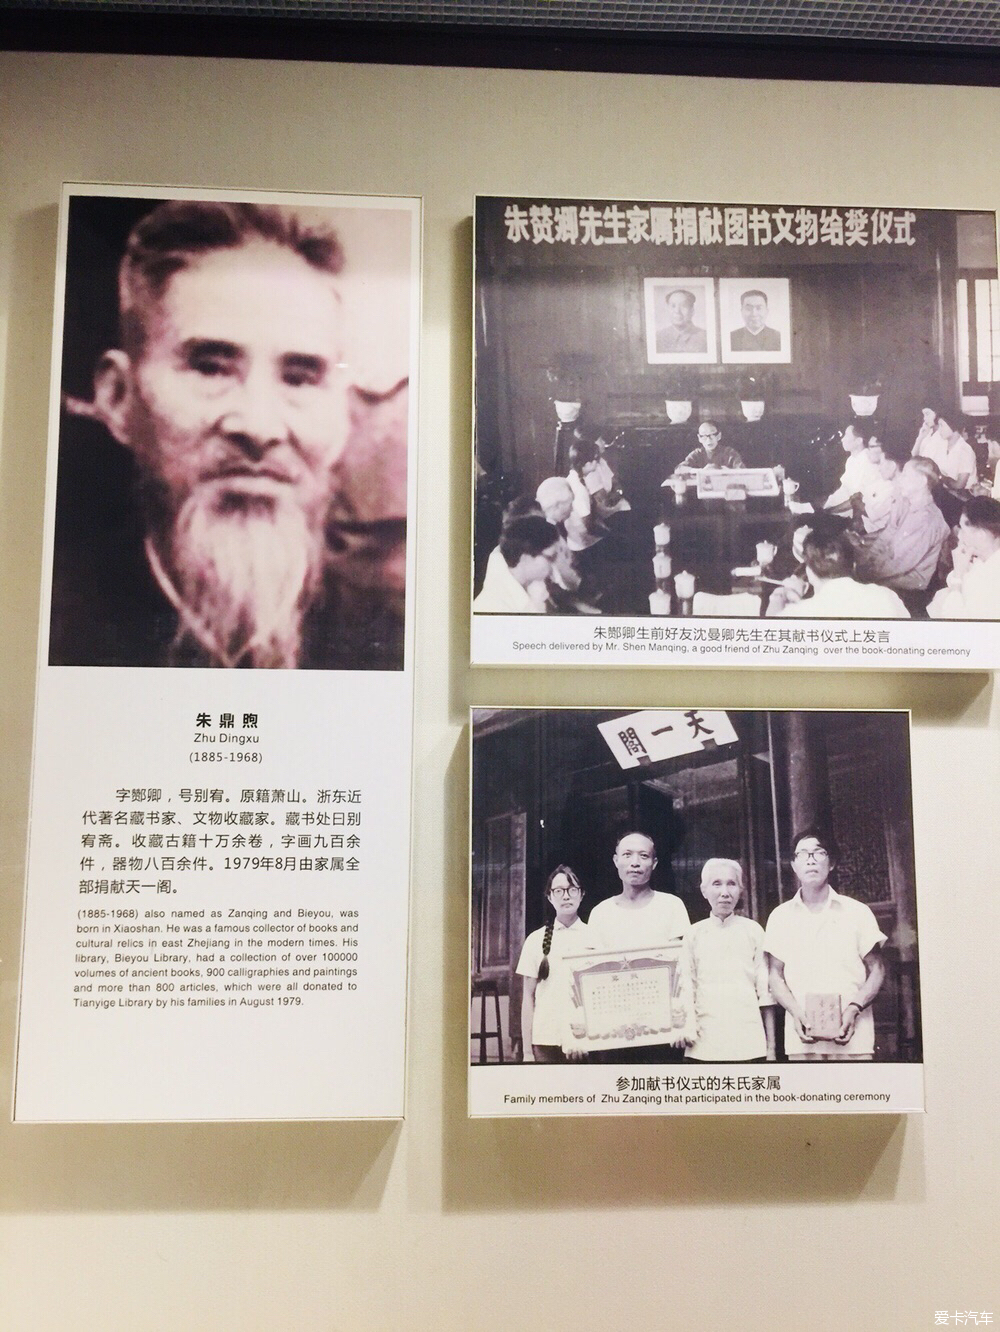 朱鼎煦
Zhu Dingxu
(1885-1968)
字酂卿，号别宥。原籍萧山。浙东近
代著名藏书家、文物收藏家。藏书处曰别
宥斋。收藏古籍十万余卷，字画九百余
件，器物八百余件。1979年8月由家属全
部捐献天一阁。
(1885-1968) also named as Zanqing and Bieyou, was
born in Xiaoshan. He was a famous collector of books and
cultural relics in east Zhejiang in the modern times. His
library, Bieyou Library, had a collection of over 100000
volumes of ancient books, 900 calligraphies and paintings
and more than 800 articles, which were all donated to
Tianyige Library by his families in August 1979.
朱赞卿先生家属捐献图书文物给奖仪式
朱酂卿生前好友沈曼卿先生在其献书仪式上发言
Speech delivered by Mr. Shen Manqing, a good friend of Zhu Zanqing over the book-donating ceremony
閣一天
参加献书仪式的朱氏家属
Family members of Zhu Zanqing that participated in the book-donating ceremony
爱卡汽车